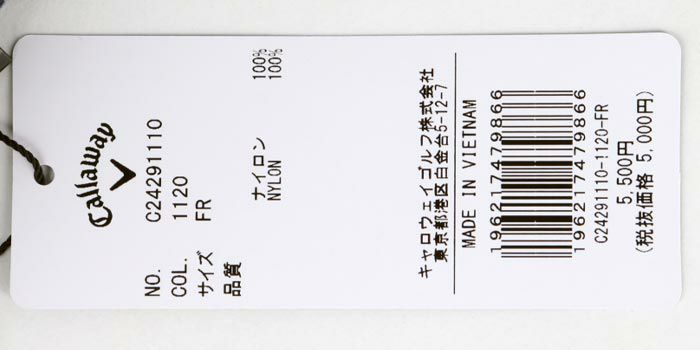 Callaway
NO. C24291110
COL. 1120
サイズ FR
品質
ナイロン 100%
NYLON 100%
キャロウェイゴルフ株式会社
東京都港区白金台5-12-7
MADE IN VIETNAM
196217479866
196217479866
C24291110-1120-FR
5,500円
(税抜価格 5,000円)